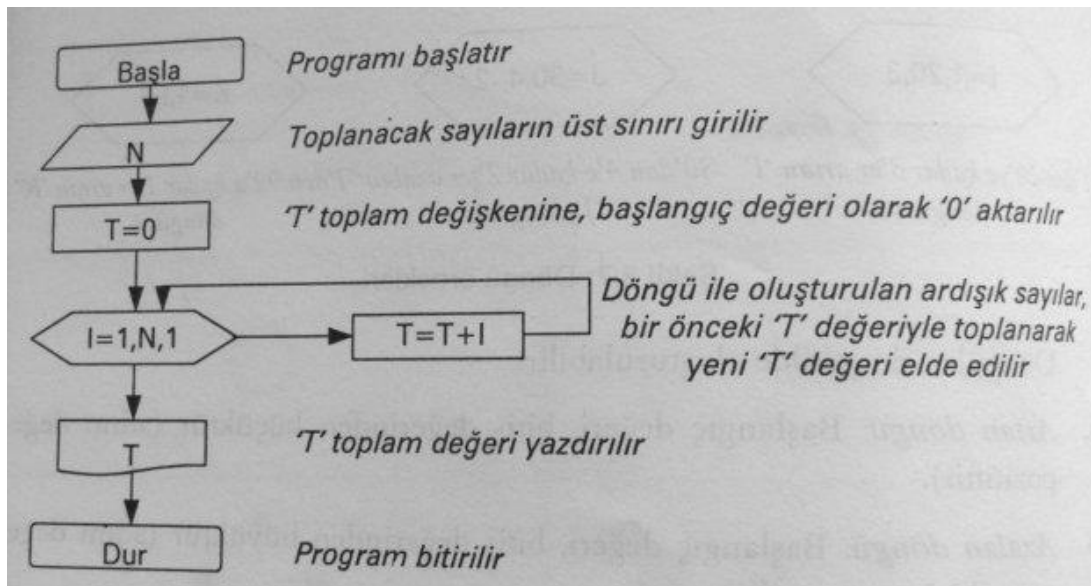 Başla
Programı başlatır
N
Toplanacak sayıların üst sınırı girilir
T=0
'T' toplam değişkenine, başlangıç değeri olarak '0' aktarılır
I=1,N,1
T=T+I
Döngü ile oluşturulan ardışık sayılar,
bir önceki 'T' değeriyle toplanarak
yeni 'T' değeri elde edilir
T
'T' toplam değeri yazdırılır
Dur
Program bitirilir